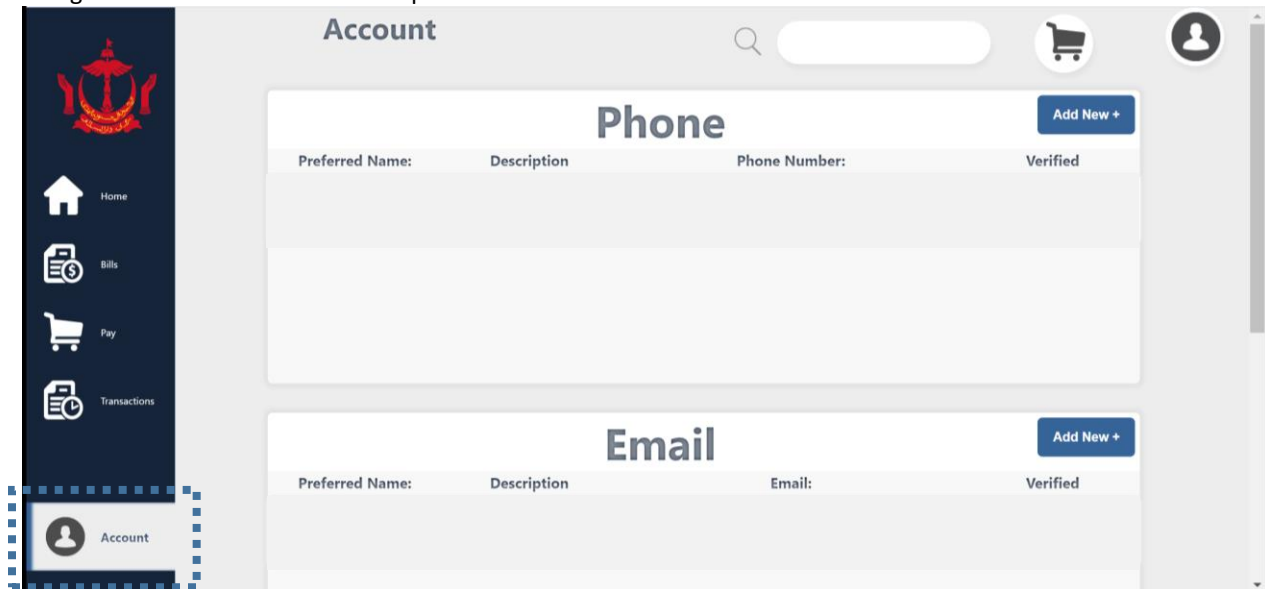 Account
Phone
Add New +
Preferred Name: Description Phone Number: Verified
Home
Bills
Pay
Transactions
Email
Add New +
Preferred Name: Description Email: Verified
Account